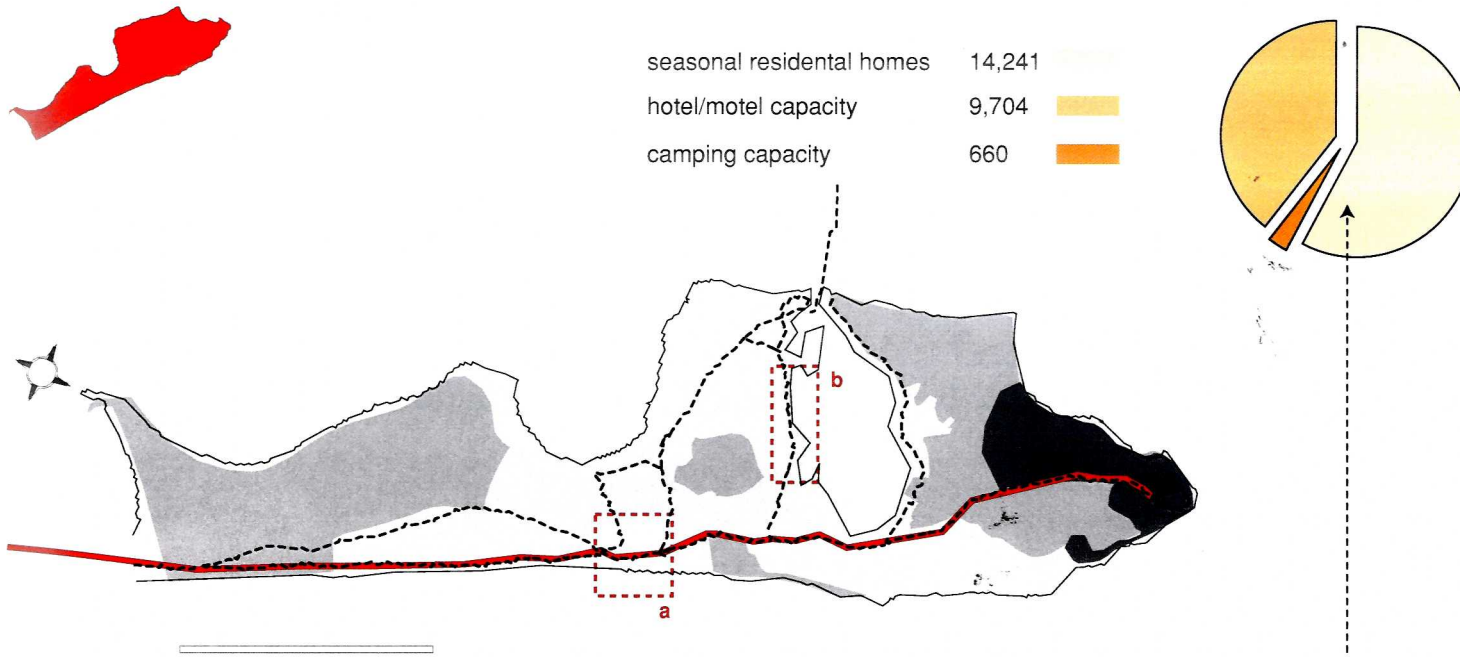 seasonal residental homes 14,241
hotel/motel capacity 9,704
camping capacity 660
b
a